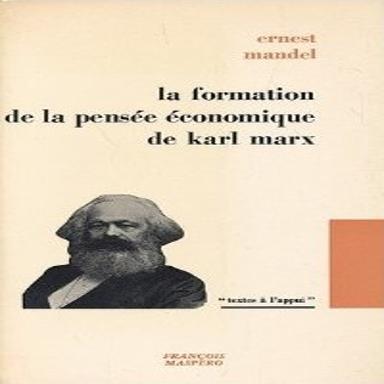 ernest
mandel
la formation
de la pensée économique
de karl marx
"textes à l'appui"
FRANÇOIS
MASPERO